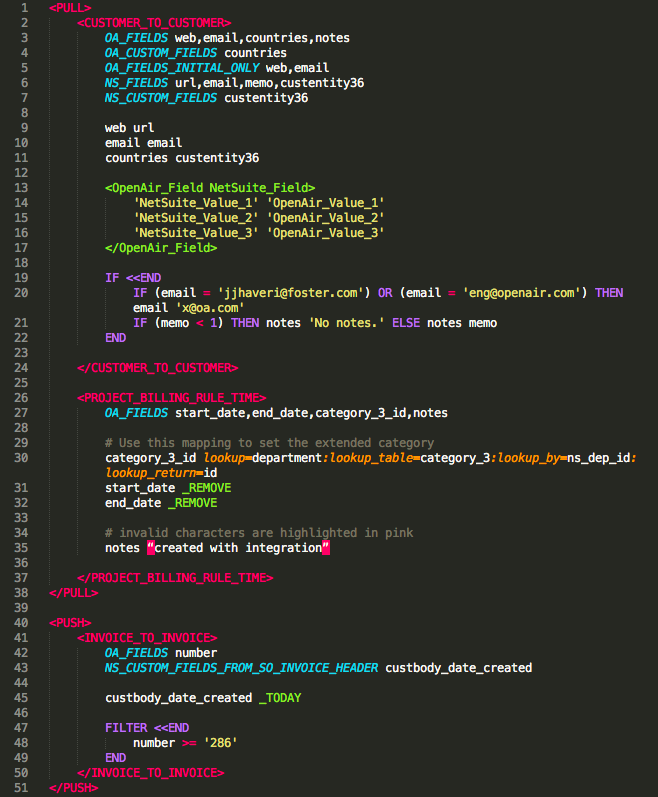 1 <PULL>
2 <CUSTOMER_TO_CUSTOMER>
3 OA_FIELDS web,email,countries,notes
4 OA_CUSTOM_FIELDS countries
5 OA_FIELDS_INITIAL_ONLY web,email
6 NS_FIELDS url,email,memo,custentity36
7 NS_CUSTOM_FIELDS custentity36
8
9 web url
10 email email
11 countries custentity36
12
13 <OpenAir_Field NetSuite_Field>
14 'NetSuite_Value_1' 'OpenAir_Value_1'
15 'NetSuite_Value_2' 'OpenAir_Value_2'
16 'NetSuite_Value_3' 'OpenAir_Value_3'
17 </OpenAir_Field>
18
19 IF <<END
20 IF (email = 'jjhaveri@foster.com') OR (email = 'eng@openair.com') THEN
email 'x@oa.com'
21 IF (memo < 1) THEN notes 'No notes.' ELSE notes memo
22 END
23
24 </CUSTOMER_TO_CUSTOMER>
25
26 <PROJECT_BILLING_RULE_TIME>
27 OA_FIELDS start_date,end_date,category_3_id,notes
28
29 # Use this mapping to set the extended category
30 category_3_id lookup=department:lookup_table=category_3:lookup_by=ns_dep_id:
lookup_return=id
31 start_date _REMOVE
32 end_date _REMOVE
33
34 # invalid characters are highlighted in pink
35 notes “created with integration”
36
37 </PROJECT_BILLING_RULE_TIME>
38 </PULL>
39
40 <PUSH>
41 <INVOICE_TO_INVOICE>
42 OA_FIELDS number
43 NS_CUSTOM_FIELDS_FROM_SO_INVOICE_HEADER custbody_date_created
44
45 custbody_date_created _TODAY
46
47 FILTER <<END
48 number >= '286'
49 END
50 </INVOICE_TO_INVOICE>
51 </PUSH>